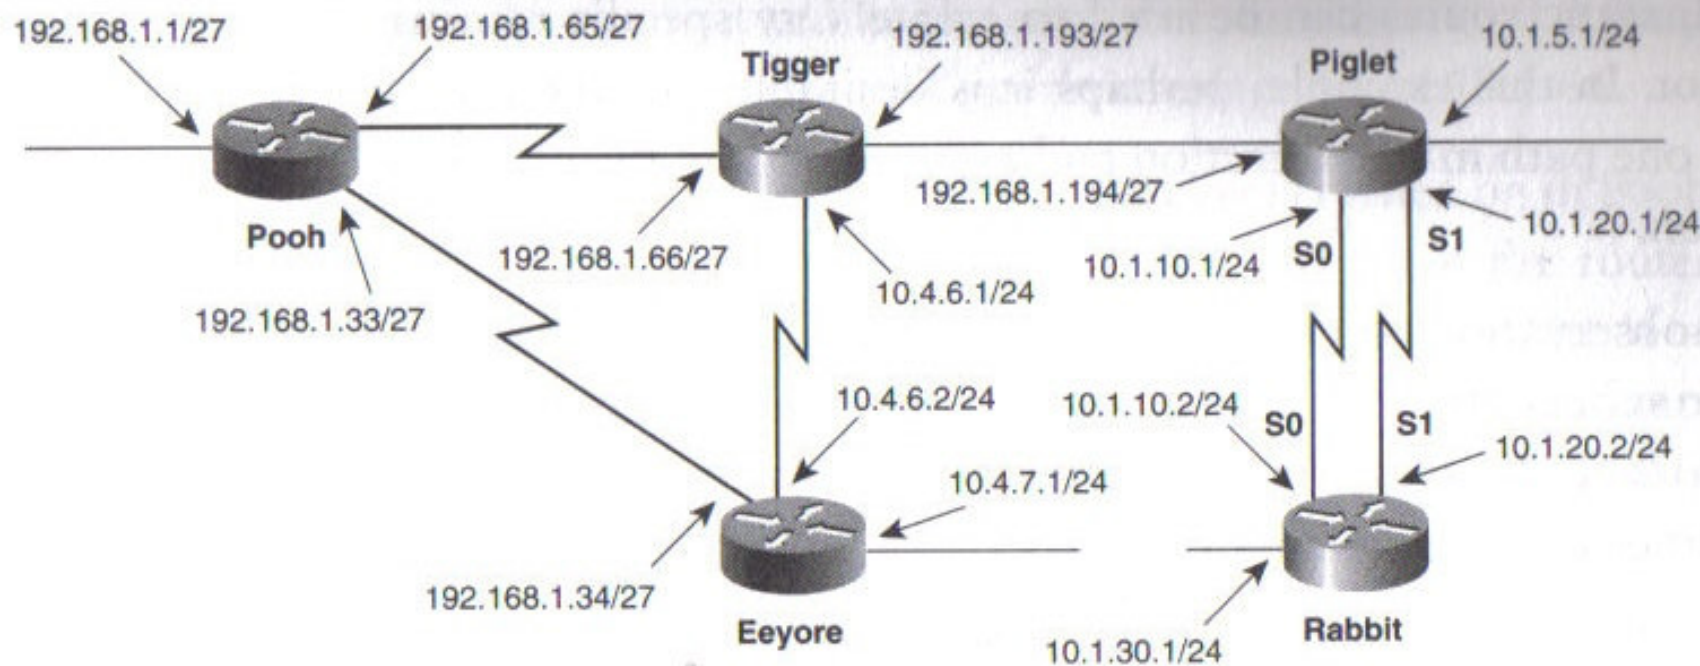 192.168.1.1/27
192.168.1.65/27
Tigger
192.168.1.193/27
Piglet
10.1.5.1/24
Pooh
192.168.1.66/27
192.168.1.194/27
10.1.10.1/24
S0
S1
10.1.20.1/24
192.168.1.33/27
10.4.6.1/24
10.4.6.2/24
10.1.10.2/24
S0
S1
10.1.20.2/24
10.4.7.1/24
192.168.1.34/27
Eeyore
10.1.30.1/24
Rabbit